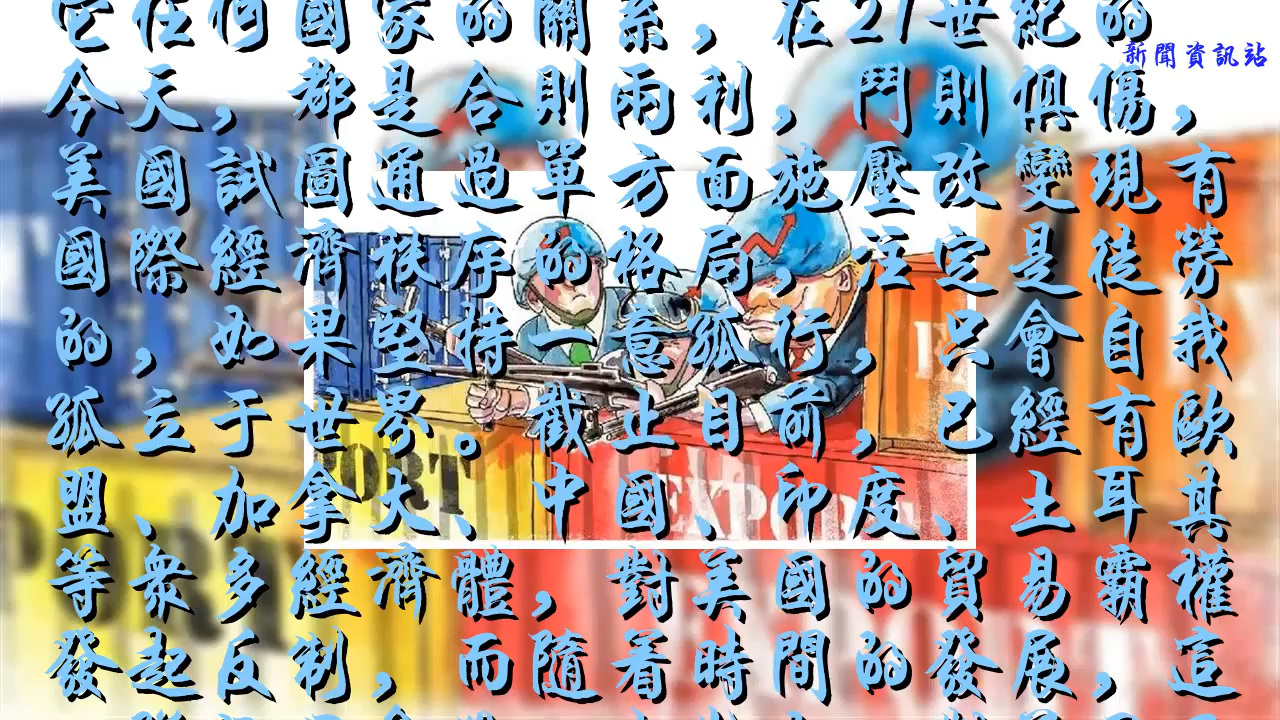 它任何國家的關系，在21世紀的
新聞資訊站
今天，都是合則兩利，鬥則俱傷，
美國試圖通過單方面施壓改變現有
國際經濟秩序的格局，注定是徒勞
的，如果堅持一意孤行，只會自我
孤立于世界。截止目前，已經有歐
盟、加拿大、中國、印度、土耳其
等衆多經濟體，對美國的貿易霸權
發起反制，而隨着時間的發展，這
PORT
EXPORT